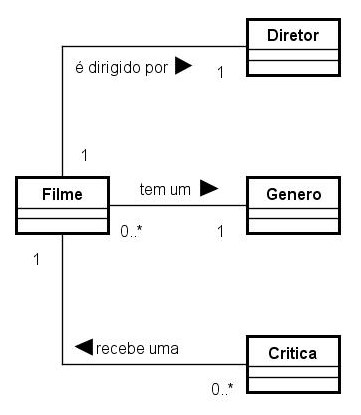 Diretor
é dirigido por
1
1
Filme
tem um
Genero
0..*
1
1
recebe uma
Critica
0..*